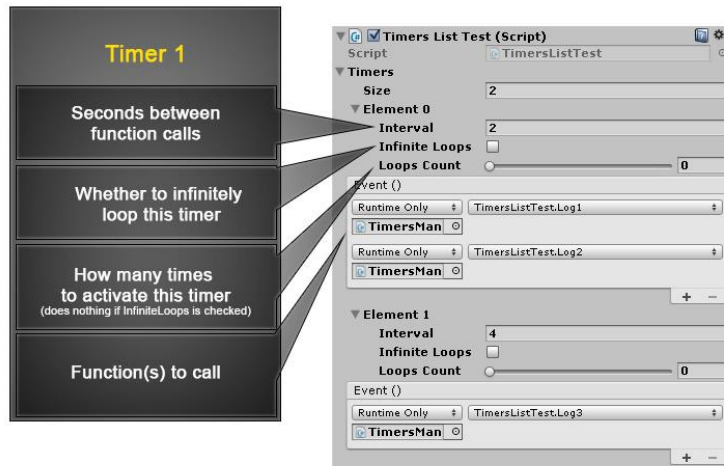 Timer 1
Seconds between
function calls
Whether to infinitely
loop this timer
How many times
to activate this timer
(does nothing if InfiniteLoops is checked)
Function(s) to call
Timers List Test (Script)
Script TimersListTest
Timers
Size 2
Element 0
Interval 2
Infinite Loops
Loops Count 0
Event ()
Runtime Only TimersListTest.Log1
TimersMan
Runtime Only TimersListTest.Log2
TimersMan
+ −
Element 1
Interval 4
Infinite Loops
Loops Count 0
Event ()
Runtime Only TimersListTest.Log3
TimersMan
+ −